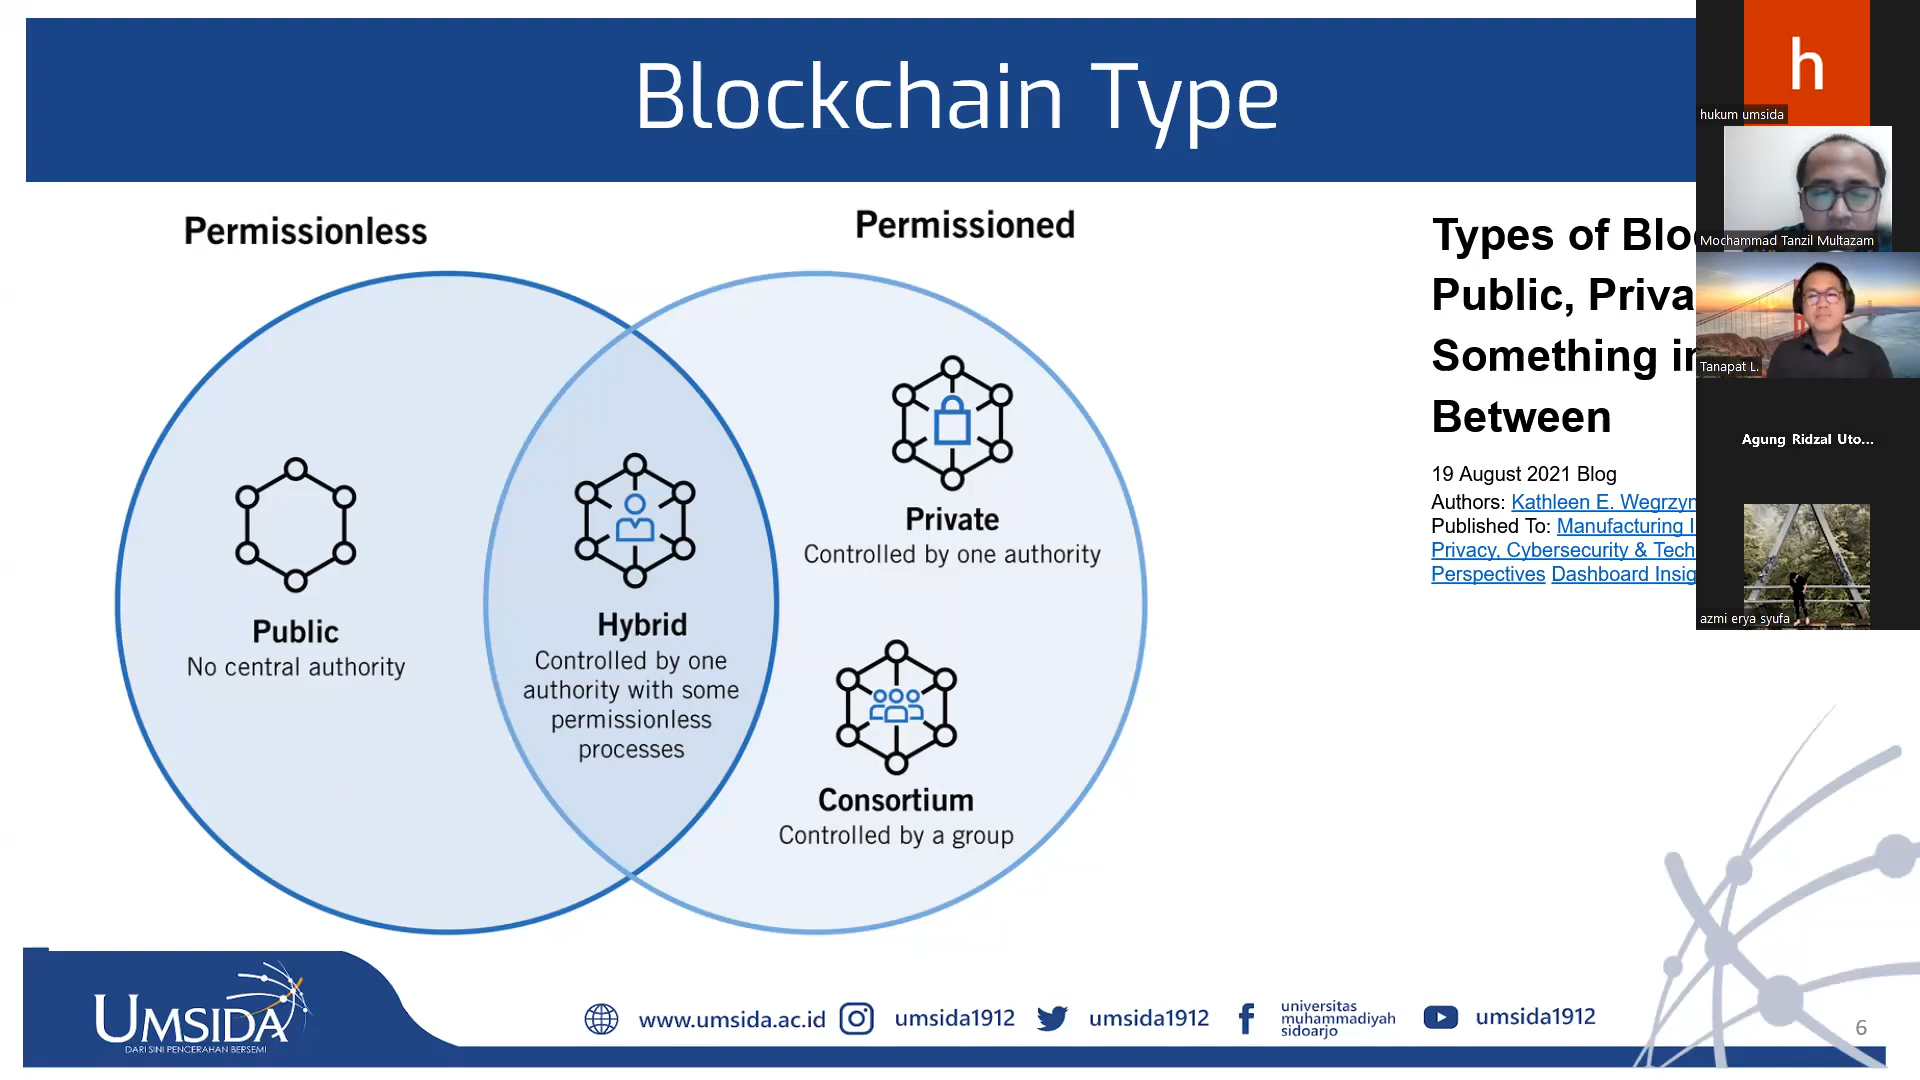 Blockchain Type
Permissionless
Permissioned
Public
No central authority
Hybrid
Controlled by one
authority with some
permissionless
processes
Private
Controlled by one authority
Consortium
Controlled by a group
Types of Blo
Public, Priva
Something in
Between
19 August 2021 Blog
Authors: Kathleen E. Wegrzyn
Published To: Manufacturing I
Privacy, Cybersecurity & Tech
Perspectives Dashboard Insig
h
hukum umsida
Mochammad Tanzil Multazam
Tanapat L.
Agung Ridzal Uto...
azmi erya syufa
UMSIDA
DARI SINI PENCERAHAN BERSEMI
www.umsida.ac.id
umsida1912
umsida1912
universitas
muhammadiyah
sidoarjo
umsida1912
6